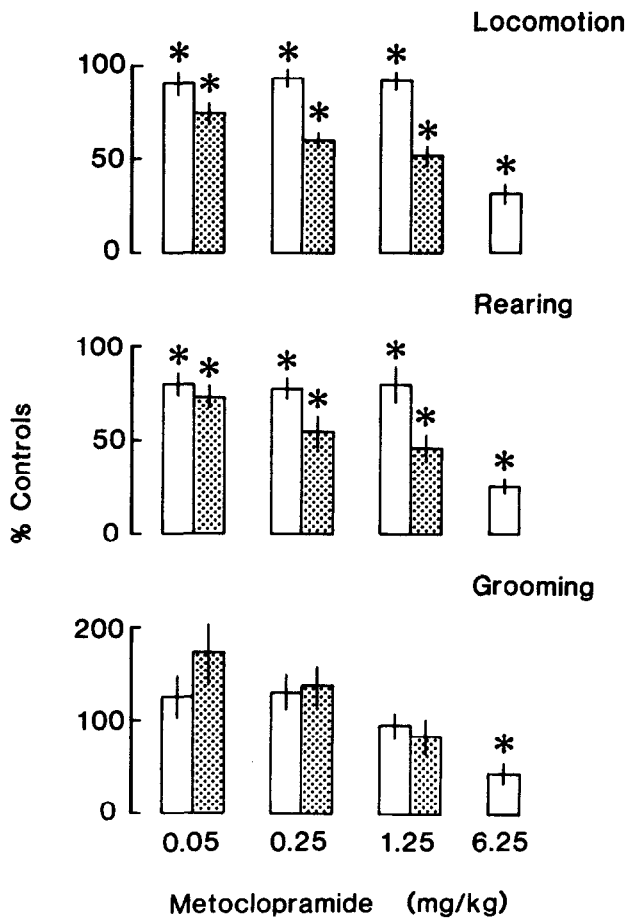 Locomotion
* * * * * * *
100
50
0
Rearing
* * * * * * *
100
50
0
% Controls
Grooming
200
100
0
*
0.05 0.25 1.25 6.25
Metoclopramide (mg/kg)